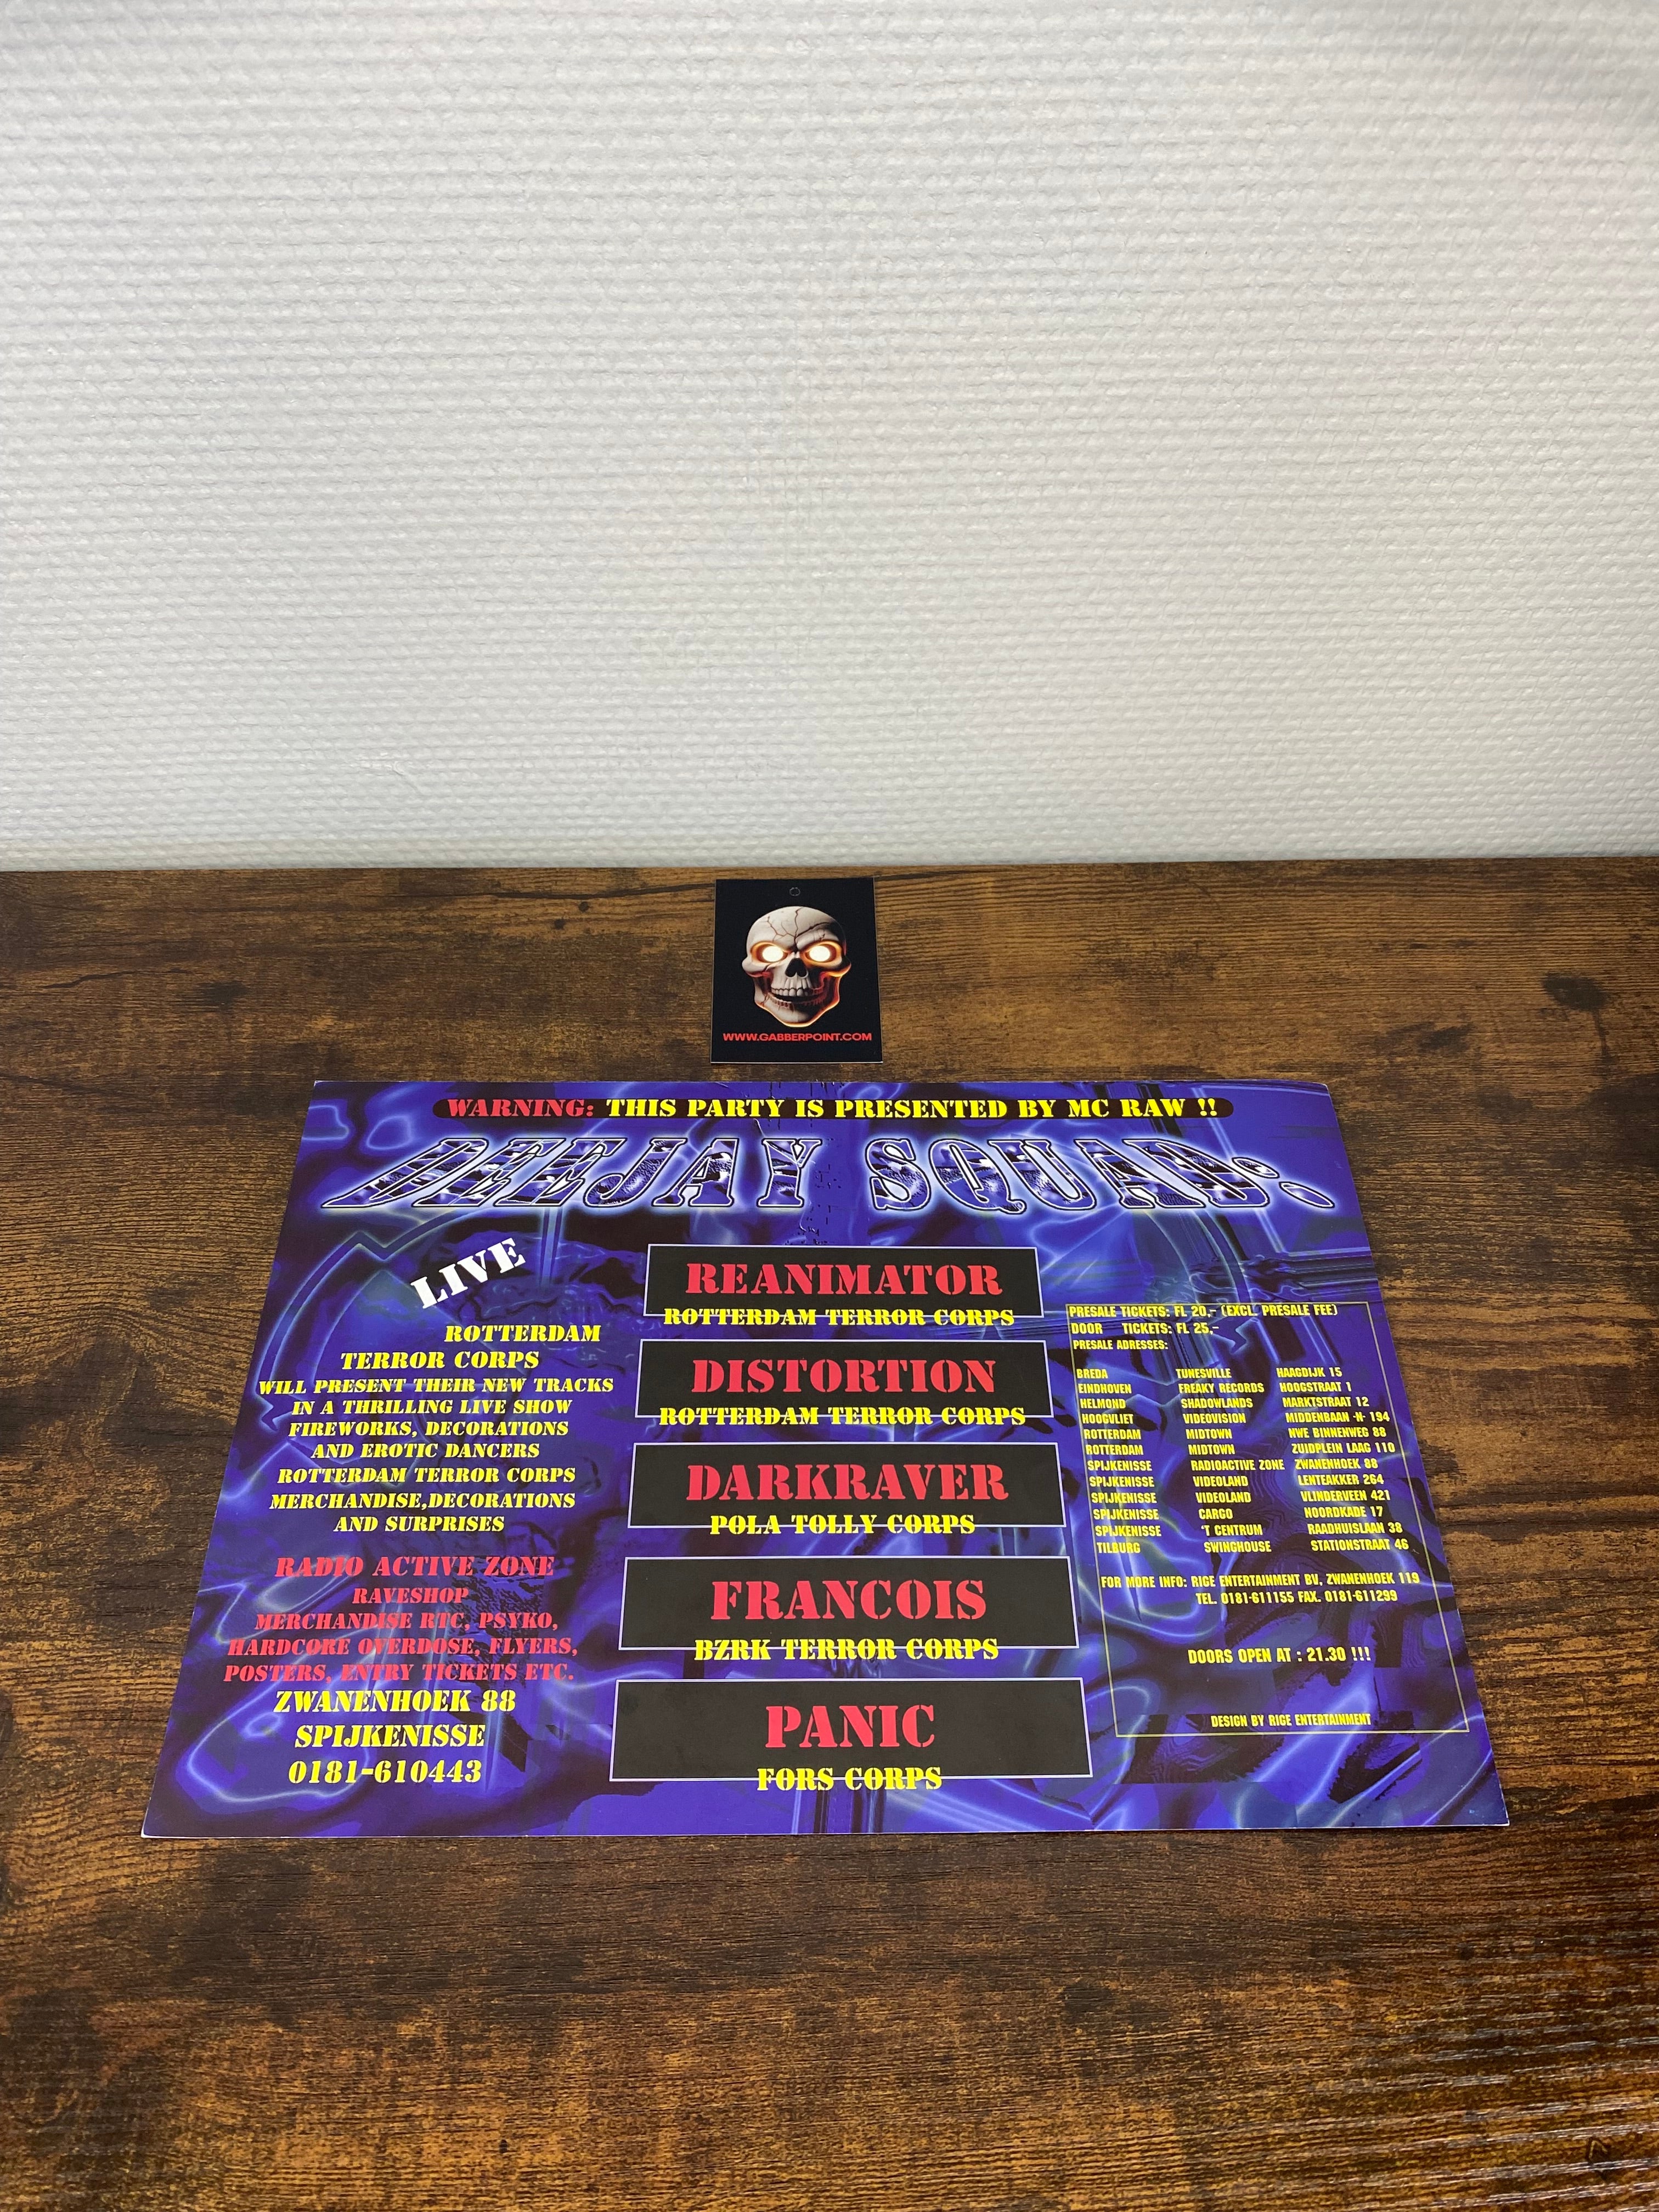 WWW.GABBERPOINT.COM
WARNING: THIS PARTY IS PRESENTED BY MC RAW !!
DEEJAY SQUAD:
LIVE
ROTTERDAM
TERROR CORPS
WILL PRESENT THEIR NEW TRACKS
IN A THRILLING LIVE SHOW
FIREWORKS, DECORATIONS
AND EROTIC DANCERS
ROTTERDAM TERROR CORPS
MERCHANDISE,DECORATIONS
AND SURPRISES
RADIO ACTIVE ZONE
RAVESHOP
MERCHANDISE RTC, PSYKO,
HARDCORE OVERDOSE, FLYERS,
POSTERS, ENTRY TICKETS ETC.
ZWANENHOEK 88
SPIJKENISSE
0181-610443
REANIMATOR
ROTTERDAM TERROR CORPS
DISTORTION
ROTTERDAM TERROR CORPS
DARKRAVER
POLA TOLLY CORPS
FRANCOIS
BZRK TERROR CORPS
PANIC
FORS CORPS
PRESALE TICKETS: FL 20,- (EXCL. PRESALE FEE)
DOOR TICKETS: FL 25,-
PRESALE ADRESSES:
BREDA TUNESVILLE HAAGDIJK 15
EINDHOVEN FREAKY RECORDS HOOGSTRAAT 1
HELMOND SHADOWLANDS MARKTSTRAAT 12
HOOGVLIET VIDEOVISION MIDDENBAAN -N- 194
ROTTERDAM MIDTOWN NWE BINNENWEG 88
ROTTERDAM MIDTOWN ZUIDPLEIN LAAG 110
SPIJKENISSE RADIOACTIVE ZONE ZWANENHOEK 88
SPIJKENISSE VIDEOLAND LENTEAKKER 264
SPIJKENISSE VIDEOLAND VLINDERVEEN 421
SPIJKENISSE CARGO NOORDKADE 17
SPIJKENISSE 'T CENTRUM RAADHUISLAAN 38
TILBURG SWINGHOUSE STATIONSTRAAT 46
FOR MORE INFO: RIGE ENTERTAINMENT BV, ZWANENHOEK 119
TEL. 0181-611155 FAX. 0181-611299
DOORS OPEN AT : 21.30 !!!
DESIGN BY RIGE ENTERTAINMENT